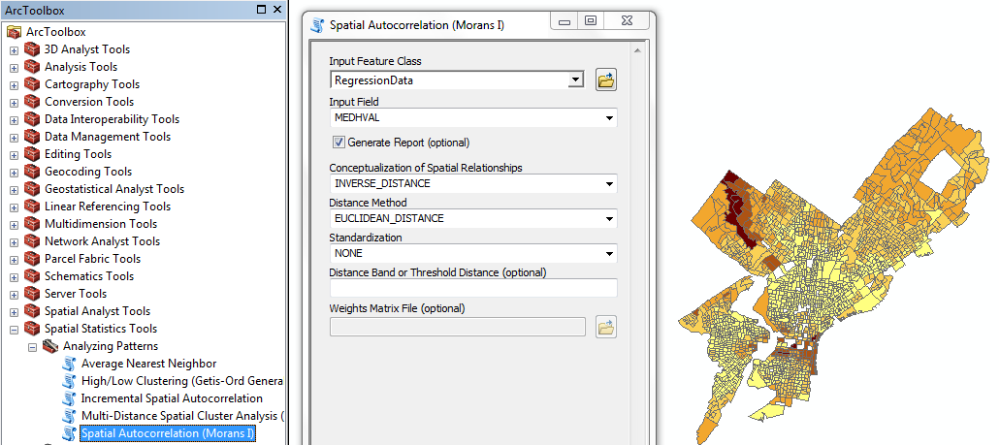 ArcToolbox
ArcToolbox
3D Analyst Tools
Analysis Tools
Cartography Tools
Conversion Tools
Data Interoperability Tools
Data Management Tools
Editing Tools
Geocoding Tools
Geostatistical Analyst Tools
Linear Referencing Tools
Multidimension Tools
Network Analyst Tools
Parcel Fabric Tools
Schematics Tools
Server Tools
Spatial Analyst Tools
Spatial Statistics Tools
Analyzing Patterns
Average Nearest Neighbor
High/Low Clustering (Getis-Ord Genera
Incremental Spatial Autocorrelation
Multi-Distance Spatial Cluster Analysis (
Spatial Autocorrelation (Morans I)
Spatial Autocorrelation (Morans I)
Input Feature Class
RegressionData
Input Field
MEDHVAL
Generate Report (optional)
Conceptualization of Spatial Relationships
INVERSE_DISTANCE
Distance Method
EUCLIDEAN_DISTANCE
Standardization
NONE
Distance Band or Threshold Distance (optional)
Weights Matrix File (optional)